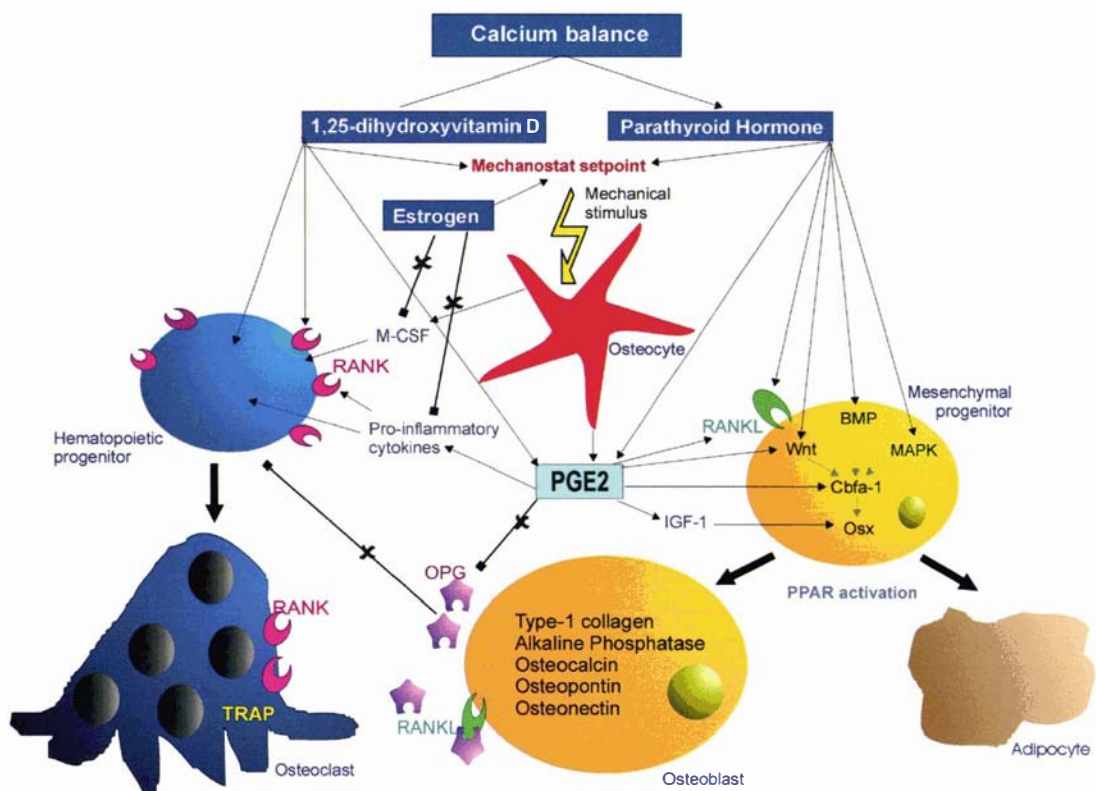 Calcium balance
1,25-dihydroxyvitamin D
Parathyroid Hormone
Mechanostat setpoint
Mechanical
stimulus
Estrogen
M-CSF
RANK
Osteocyte
Mesenchymal
progenitor
RANKL
BMP
Wnt
MAPK
Hematopoietic
progenitor
Pro-inflammatory
cytokines
PGE2
Cbfa-1
IGF-1
Osx
OPG
PPAR activation
RANK
Type-1 collagen
Alkaline Phosphatase
Osteocalcin
Osteopontin
Osteonectin
TRAP
RANKL
Osteoclast
Osteoblast
Adipocyte